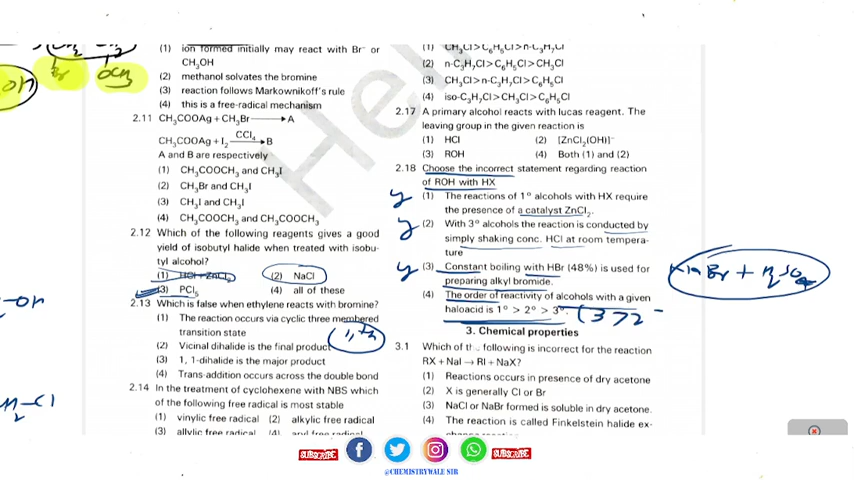 Br OCH3
OH
(1) ion formed initially may react with Br⁻ or
CH₃OH
(2) methanol solvates the bromine
(3) reaction follows Markownikoff's rule
(4) this is a free-radical mechanism
2.11 CH₃COOAg + CH₃Br ⟶ A
CCl₄
CH₃COOAg + I₂ ⟶ B
A and B are respectively
(1) CH₃COOCH₃ and CH₃I
(2) CH₃Br and CH₃I
(3) CH₃I and CH₃I
(4) CH₃COOCH₃ and CH₃COOCH₃
2.12 Which of the following reagents gives a good
yield of isobutyl halide when treated with isobu-
tyl alcohol?
(1) HCl + ZnCl₂ (2) NaCl
(3) PCl₅ (4) all of these
2.13 Which is false when ethylene reacts with bromine?
(1) The reaction occurs via cyclic three membered
transition state
(2) Vicinal dihalide is the final product
(3) 1, 1-dihalide is the major product
(4) Trans-addition occurs across the double bond
2.14 In the treatment of cyclohexene with NBS which
of the following free radical is most stable
(1) vinylic free radical (2) alkylic free radical
(3) allylic free radical (4)
(1) CH₃Cl>C₆H₅Cl>n-C₃H₇Cl
(2) n-C₃H₇Cl>C₆H₅Cl>CH₃Cl
(3) CH₃Cl>n-C₃H₇Cl>C₆H₅Cl
(4) iso-C₃H₇Cl>CH₃Cl>C₆H₅Cl
2.17 A primary alcohol reacts with lucas reagent. The
leaving group in the given reaction is
(1) HCl (2) [ZnCl₂(OH)]⁻
(3) ROH (4) Both (1) and (2)
2.18 Choose the incorrect statement regarding reaction
of ROH with HX
(1) The reactions of 1° alcohols with HX require
the presence of a catalyst ZnCl₂.
(2) With 3° alcohols the reaction is conducted by
simply shaking conc. HCl at room tempera-
ture
(3) Constant boiling with HBr (48%) is used for
preparing alkyl bromide.
(4) The order of reactivity of alcohols with a given
haloacid is 1° > 2° > 3°. (3 > 2
3. Chemical properties
3.1 Which of the following is incorrect for the reaction
RX + NaI → RI + NaX?
(1) Reactions occurs in presence of dry acetone
(2) X is generally Cl or Br
(3) NaCl or NaBr formed is soluble in dry acetone.
(4) The reaction is called Finkelstein halide ex-
SUBSCRIBE SUBSCRIBE
@CHEMISTRYWALE SIR